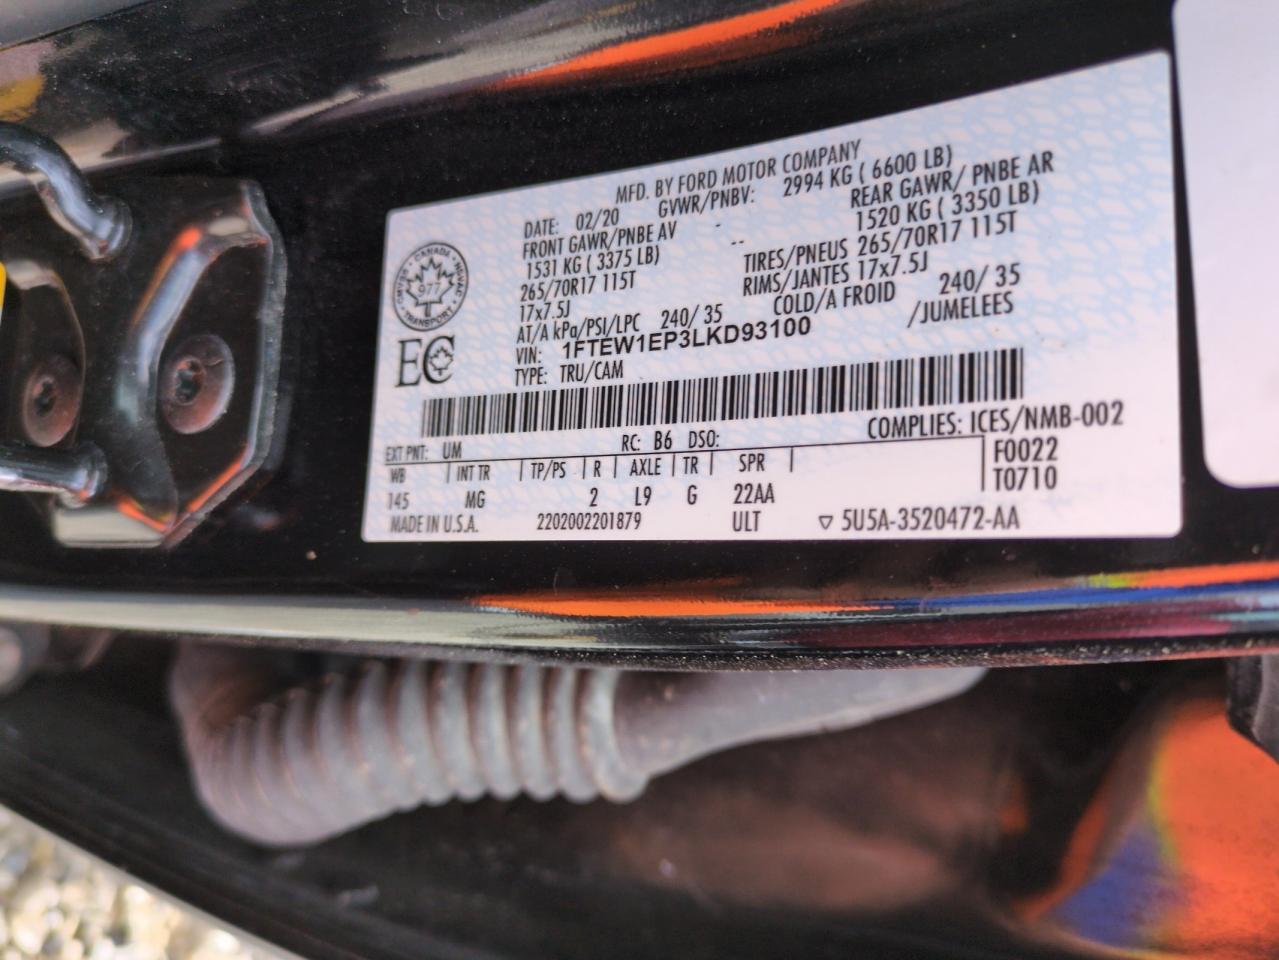 MFD. BY FORD MOTOR COMPANY
DATE: 02/20 GVWR/PNBV: 2994 KG ( 6600 LB)
FRONT GAWR/PNBE AV - REAR GAWR/ PNBE AR
1531 KG ( 3375 LB) -- 1520 KG ( 3350 LB)
265/70R17 115T TIRES/PNEUS 265/70R17 115T
17x7.5J RIMS/JANTES 17x7.5J
AT/A kPa/PSI/LPC 240/ 35 COLD/A FROID 240/ 35
VIN: 1FTEW1EP3LKD93100 /JUMELEES
TYPE: TRU/CAM
CANADA
977
TRANSPORT
EC
COMPLIES: ICES/NMB-002
EXT PNT: UM RC: B6 DSO:
WB INT TR TP/PS R AXLE TR SPR F0022
145 MG 2 L9 G 22AA T0710
MADE IN U.S.A. 2202002201879 ULT ▽ 5U5A-3520472-AA